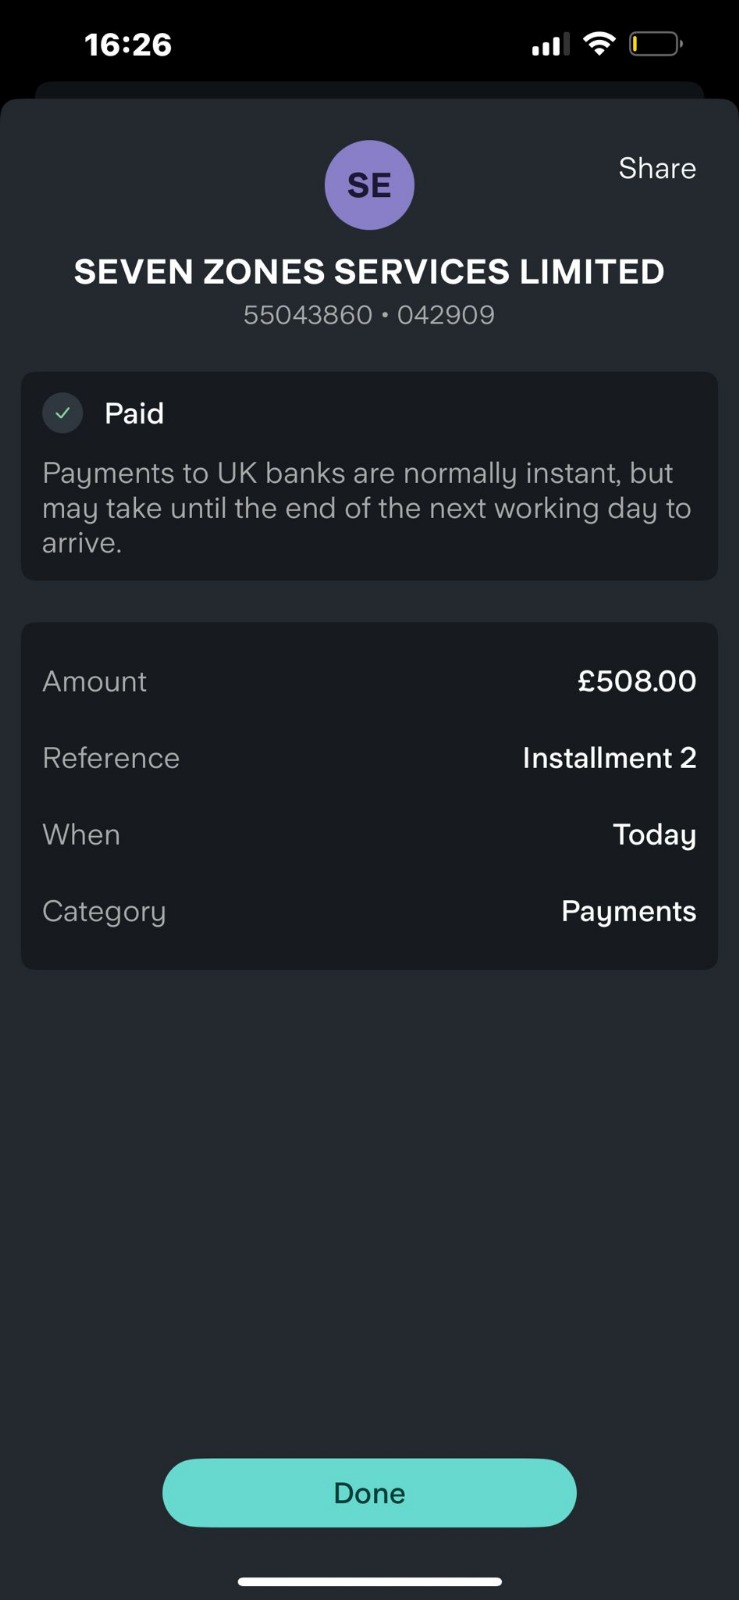 16:26
SE
Share
SEVEN ZONES SERVICES LIMITED
55043860 • 042909
Paid
Payments to UK banks are normally instant, but
may take until the end of the next working day to
arrive.
Amount £508.00
Reference Installment 2
When Today
Category Payments
Done